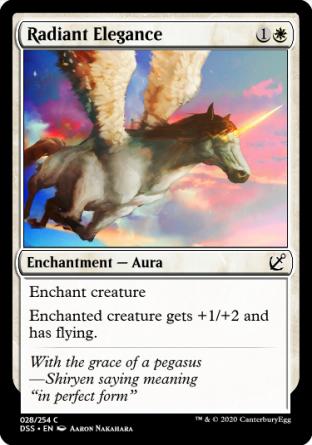 Radiant Elegance 1
Enchantment — Aura
Enchant creature
Enchanted creature gets +1/+2 and
has flying.
With the grace of a pegasus
—Shiryen saying meaning
“in perfect form”
028/254 C
DSS • EN Aaron Nakahara
™ & © 2020 CanterburyEgg